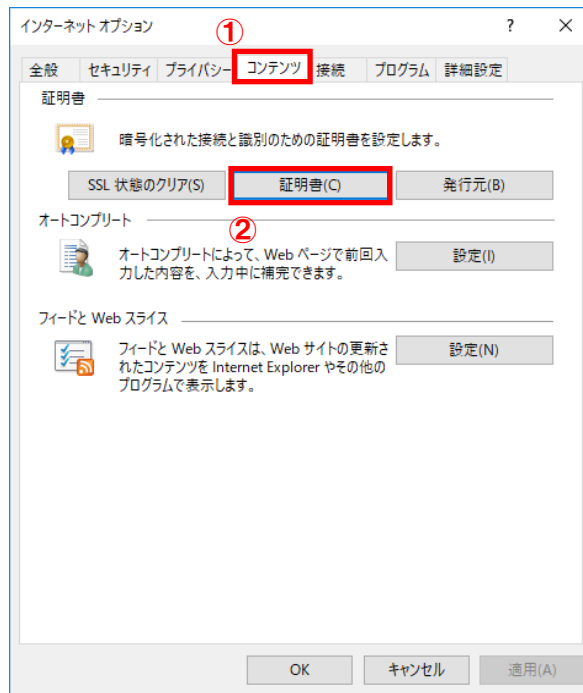 インターネット オプション
①
?
×
全般 セキュリティ プライバシー コンテンツ 接続 プログラム 詳細設定
証明書
暗号化された接続と識別のための証明書を設定します。
SSL 状態のクリア(S) 証明書(C) 発行元(B)
②
オートコンプリート
オートコンプリートによって、Web ページで前回入
力した内容を、入力中に補完できます。
設定(I)
フィードと Web スライス
フィードと Web スライスは、Web サイトの更新さ
れたコンテンツを Internet Explorer やその他の
プログラムで表示します。
設定(N)
OK キャンセル 適用(A)